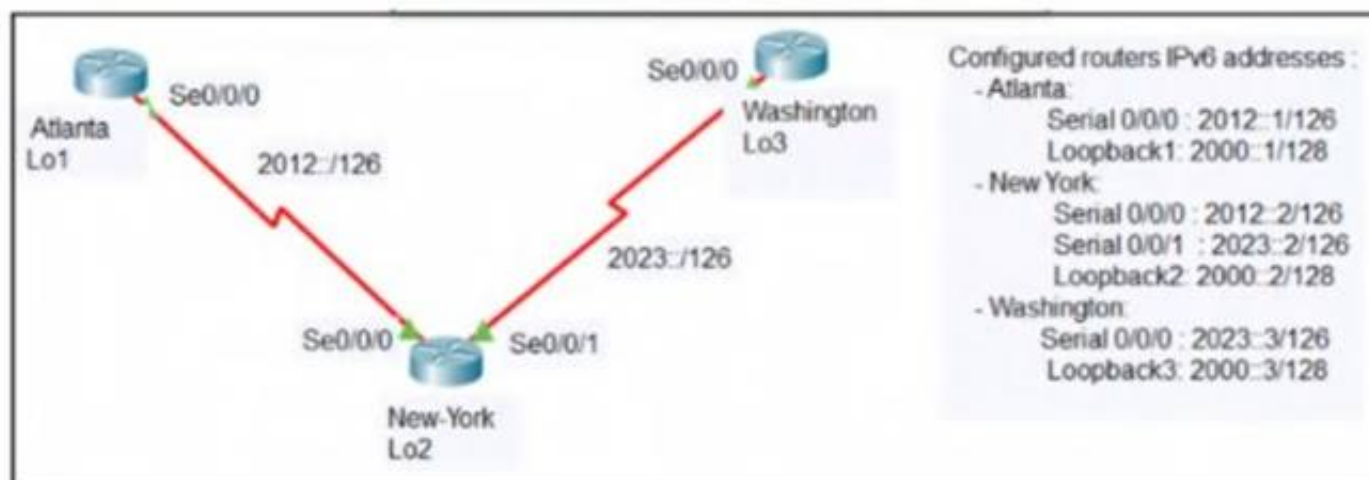 Se0/0/0
Atlanta
Lo1
2012::/126
Se0/0/0
Washington
Lo3
2023::/126
Se0/0/0
Se0/0/1
New-York
Lo2
Configured routers IPv6 addresses :
- Atlanta:
Serial 0/0/0 : 2012::1/126
Loopback1: 2000::1/128
- New York:
Serial 0/0/0 : 2012::2/126
Serial 0/0/1 : 2023::2/126
Loopback2: 2000::2/128
- Washington:
Serial 0/0/0 : 2023::3/126
Loopback3: 2000::3/128